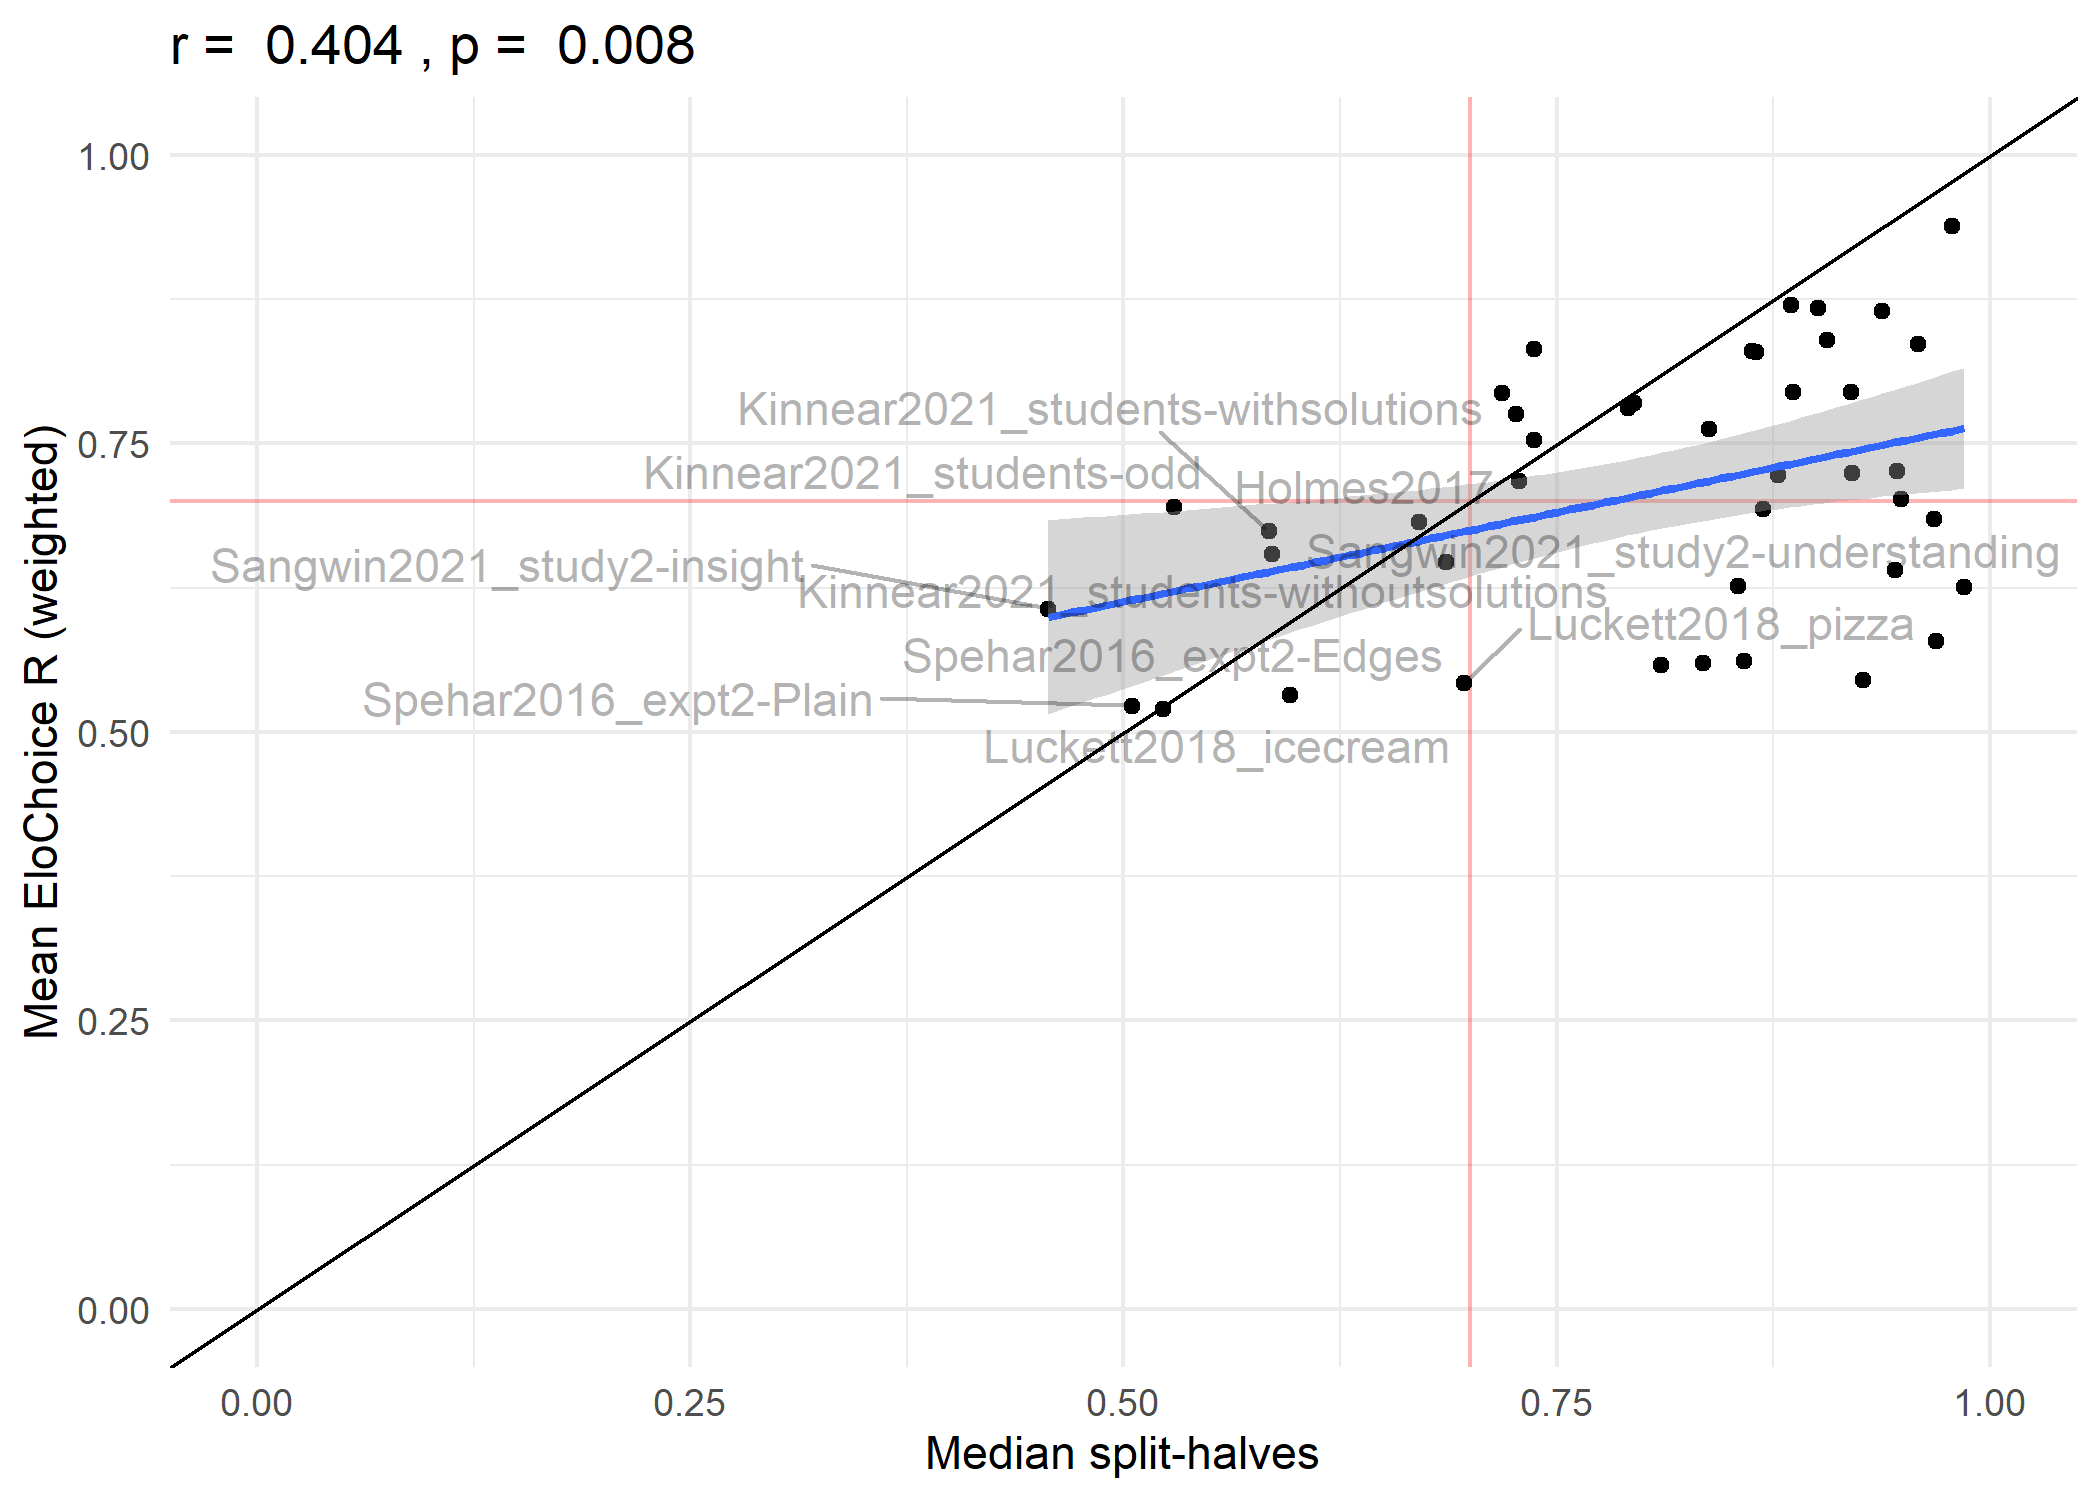 r =  0.404 , p =  0.008
Mean EloChoice R (weighted)
1.00
0.75
0.50
0.25
0.00
Kinnear2021_students-withsolutions
Kinnear2021_students-odd
Holmes2017
Sangwin2021_study2-insight
Sangwin2021_study2-understanding
Kinnear2021_students-withoutsolutions
Luckett2018_pizza
Spehar2016_expt2-Edges
Spehar2016_expt2-Plain
Luckett2018_icecream
0.00
0.25
0.50
0.75
1.00
Median split-halves